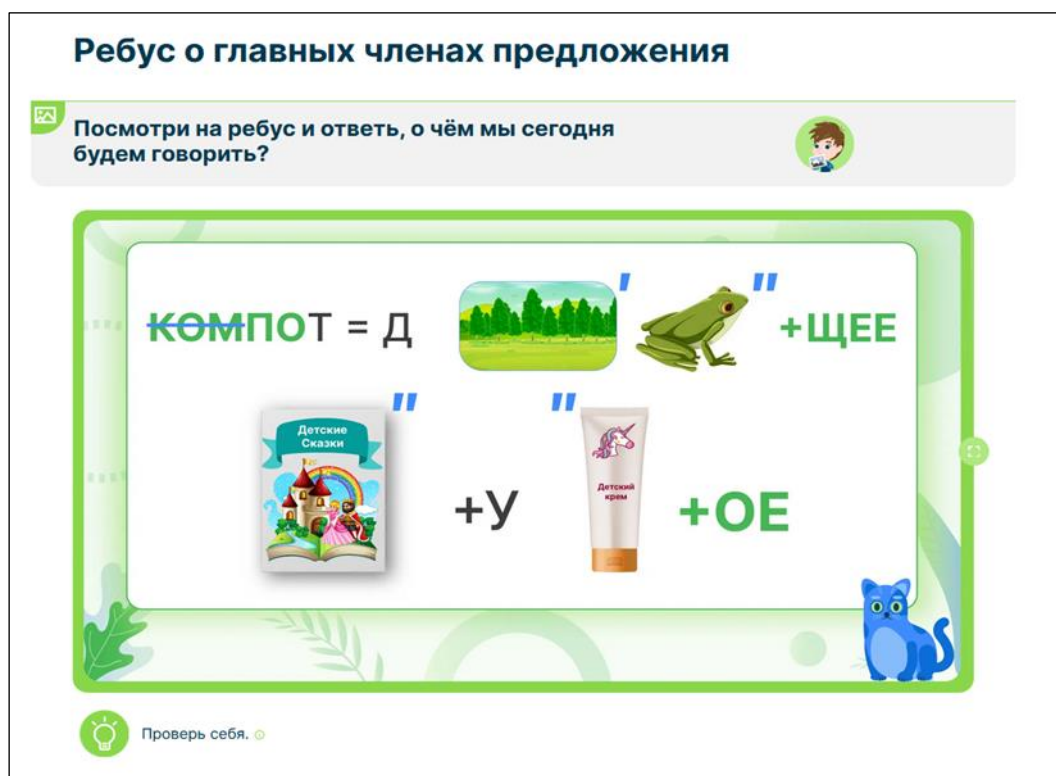 Ребус о главных членах предложения
Посмотри на ребус и ответь, о чём мы сегодня
будем говорить?
КОМПОТ = Д ' " +ЩЕЕ
Детские
Сказки
" +У " Детский
крем
+ОЕ
Проверь себя.